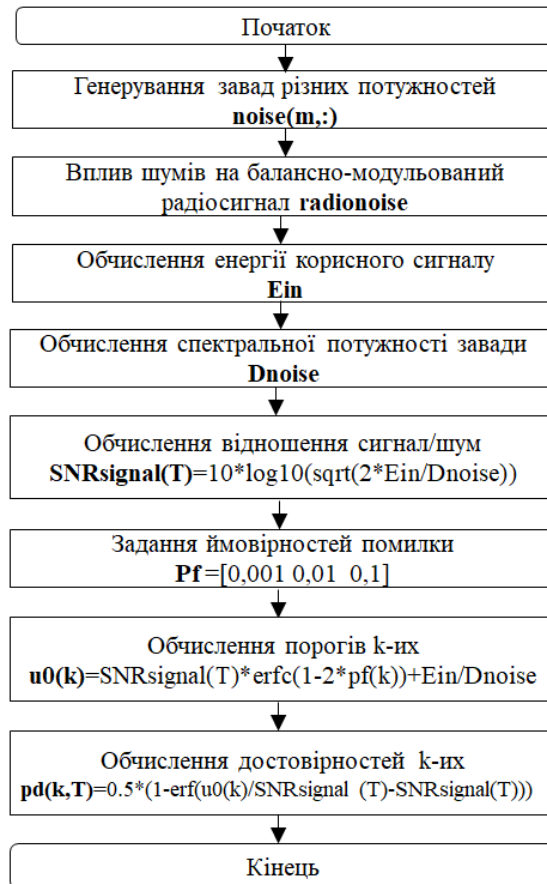 Початок
Генерування завад різних потужностей
noise(m,:)
Вплив шумів на балансно-модульований
радіосигнал radionoise
Обчислення енергії корисного сигналу
Ein
Обчислення спектральної потужності завади
Dnoise
Обчислення відношення сигнал/шум
SNRsignal(T)=10*log10(sqrt(2*Ein/Dnoise))
Задання ймовірностей помилки
Pf =[0,001 0,01 0,1]
Обчислення порогів k-их
u0(k)=SNRsignal(T)*erfc(1-2*pf(k))+Ein/Dnoise
Обчислення достовірностей k-их
pd(k,T)=0.5*(1-erf(u0(k)/SNRsignal (T)-SNRsignal(T)))
Кінець